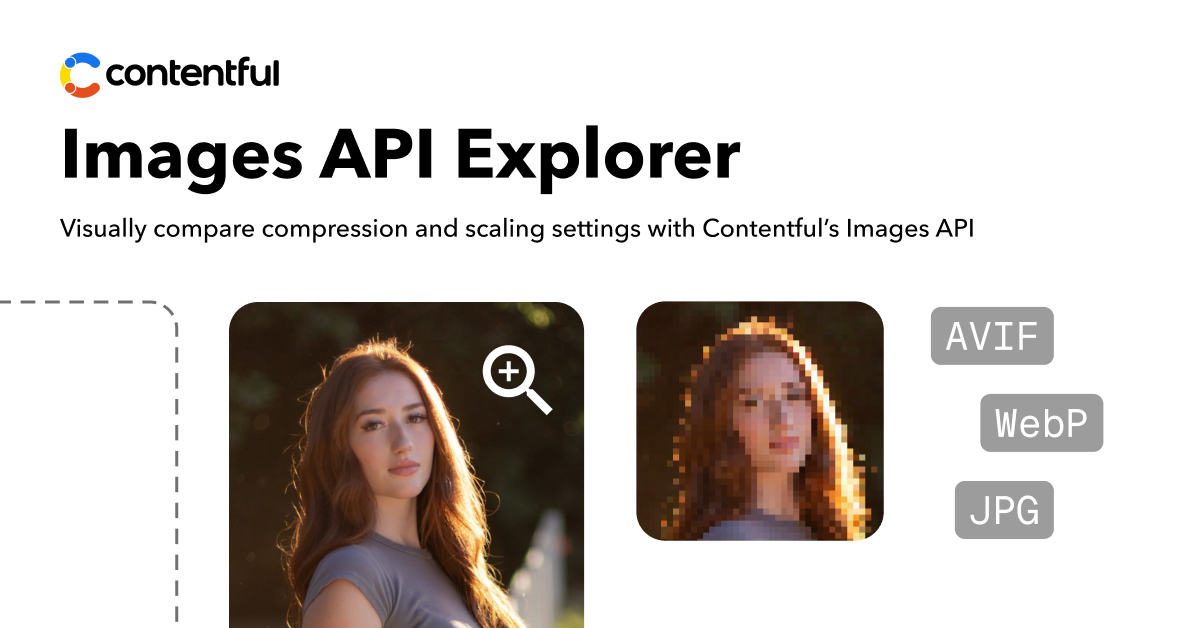 contentful
Images API Explorer
Visually compare compression and scaling settings with Contentful’s Images API
AVIF
WebP
JPG